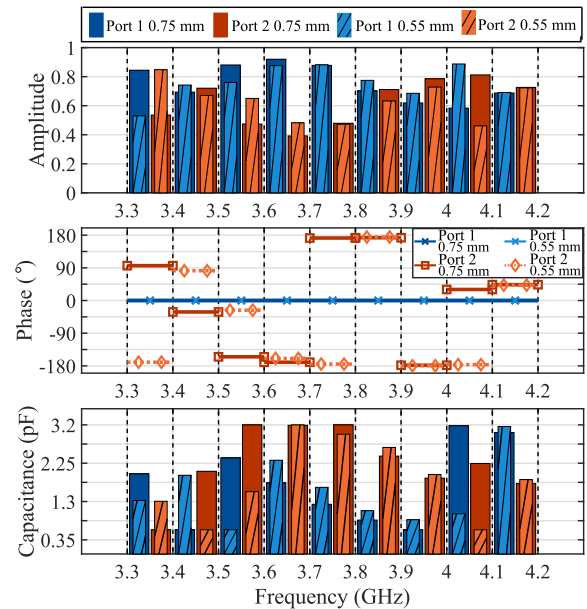 Port 1 0.75 mm Port 2 0.75 mm Port 1 0.55 mm Port 2 0.55 mm
1
0.8
0.6
0.4
0.2
0
Amplitude
3.3 3.4 3.5 3.6 3.7 3.8 3.9 4 4.1 4.2
180
90
0
-90
-180
Phase (°)
Port 1 Port 1
0.75 mm 0.55 mm
Port 2 Port 2
0.75 mm 0.55 mm
3.3 3.4 3.5 3.6 3.7 3.8 3.9 4 4.1 4.2
3.2
2.25
1.3
0.35
Capacitance (pF)
3.3 3.4 3.5 3.6 3.7 3.8 3.9 4 4.1 4.2
Frequency (GHz)